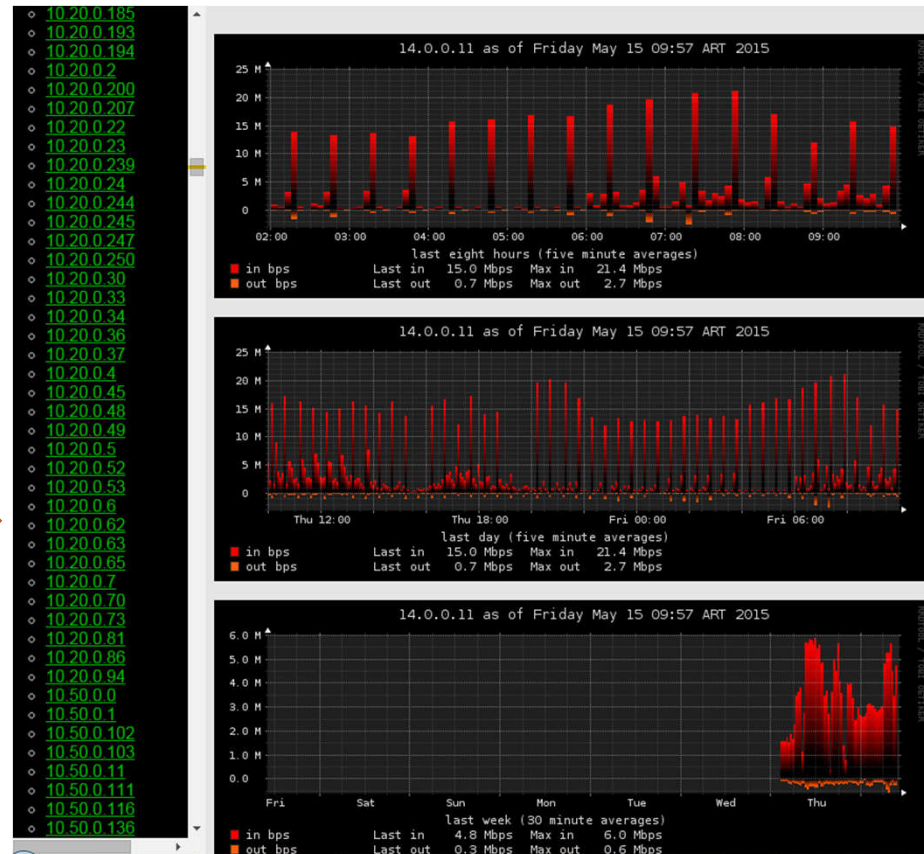 10.20.0.185
10.20.0.193
10.20.0.194
10.20.0.2
10.20.0.200
10.20.0.207
10.20.0.22
10.20.0.23
10.20.0.239
10.20.0.24
10.20.0.244
10.20.0.245
10.20.0.247
10.20.0.250
10.20.0.30
10.20.0.33
10.20.0.34
10.20.0.36
10.20.0.37
10.20.0.4
10.20.0.45
10.20.0.48
10.20.0.49
10.20.0.5
10.20.0.52
10.20.0.53
10.20.0.6
10.20.0.62
10.20.0.63
10.20.0.65
10.20.0.7
10.20.0.70
10.20.0.73
10.20.0.81
10.20.0.86
10.20.0.94
10.50.0.0
10.50.0.1
10.50.0.102
10.50.0.103
10.50.0.11
10.50.0.111
10.50.0.116
10.50.0.136
14.0.0.11 as of Friday May 15 09:57 ART 2015
25 M
20 M
15 M
10 M
5 M
0
02:00 03:00 04:00 05:00 06:00 07:00 08:00 09:00
last eight hours (five minute averages)
in bps Last in 15.0 Mbps Max in 21.4 Mbps
out bps Last out 0.7 Mbps Max out 2.7 Mbps
14.0.0.11 as of Friday May 15 09:57 ART 2015
25 M
20 M
15 M
10 M
5 M
0
Thu 12:00 Thu 18:00 Fri 00:00 Fri 06:00
last day (five minute averages)
in bps Last in 15.0 Mbps Max in 21.4 Mbps
out bps Last out 0.7 Mbps Max out 2.7 Mbps
14.0.0.11 as of Friday May 15 09:57 ART 2015
6.0 M
5.0 M
4.0 M
3.0 M
2.0 M
1.0 M
0.0
Fri Sat Sun Mon Tue Wed Thu
last week (30 minute averages)
in bps Last in 4.8 Mbps Max in 6.0 Mbps
out bps Last out 0.3 Mbps Max out 0.6 Mbps